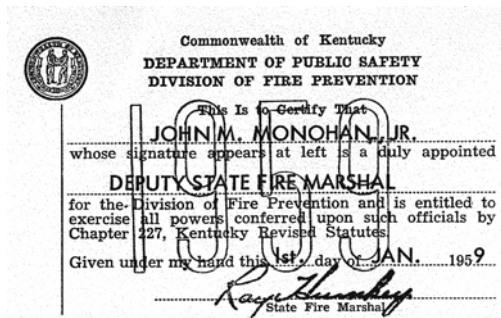 Commonwealth of Kentucky
DEPARTMENT OF PUBLIC SAFETY
DIVISION OF FIRE PREVENTION
This Is to Certify That
JOHN M. MONOHAN, JR.
whose signature appears at left is a duly appointed
DEPUTY STATE FIRE MARSHAL
for the Division of Fire Prevention and is entitled to
exercise all powers conferred upon such officials by
Chapter 227, Kentucky Revised Statutes.
Given under my hand this 1st. day of JAN. 1959
State Fire Marshal
1959